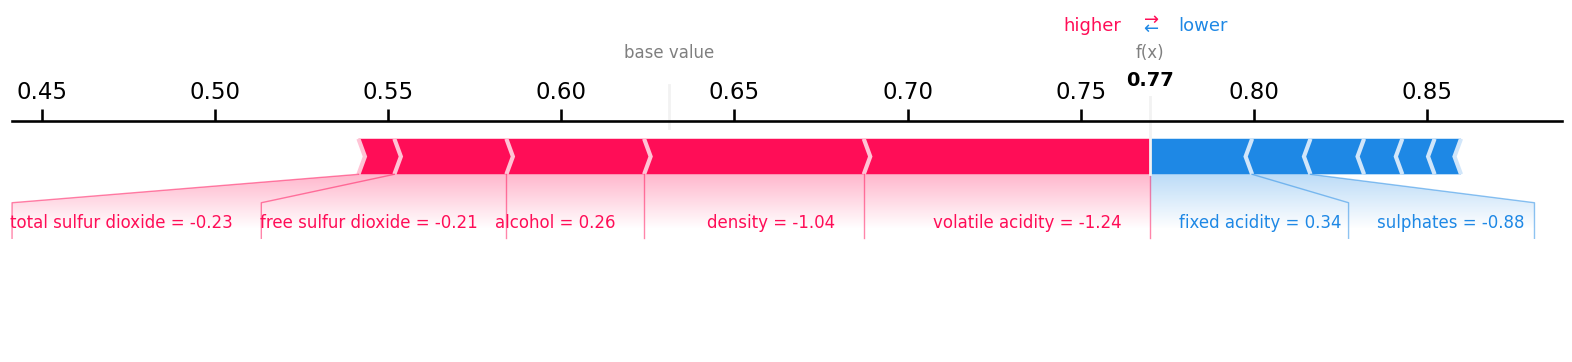 higher ⇄ lower
base value f(x)
0.77
0.45 0.50 0.55 0.60 0.65 0.70 0.75 0.80 0.85
total sulfur dioxide = -0.23 free sulfur dioxide = -0.21 alcohol = 0.26 density = -1.04 volatile acidity = -1.24 fixed acidity = 0.34 sulphates = -0.88